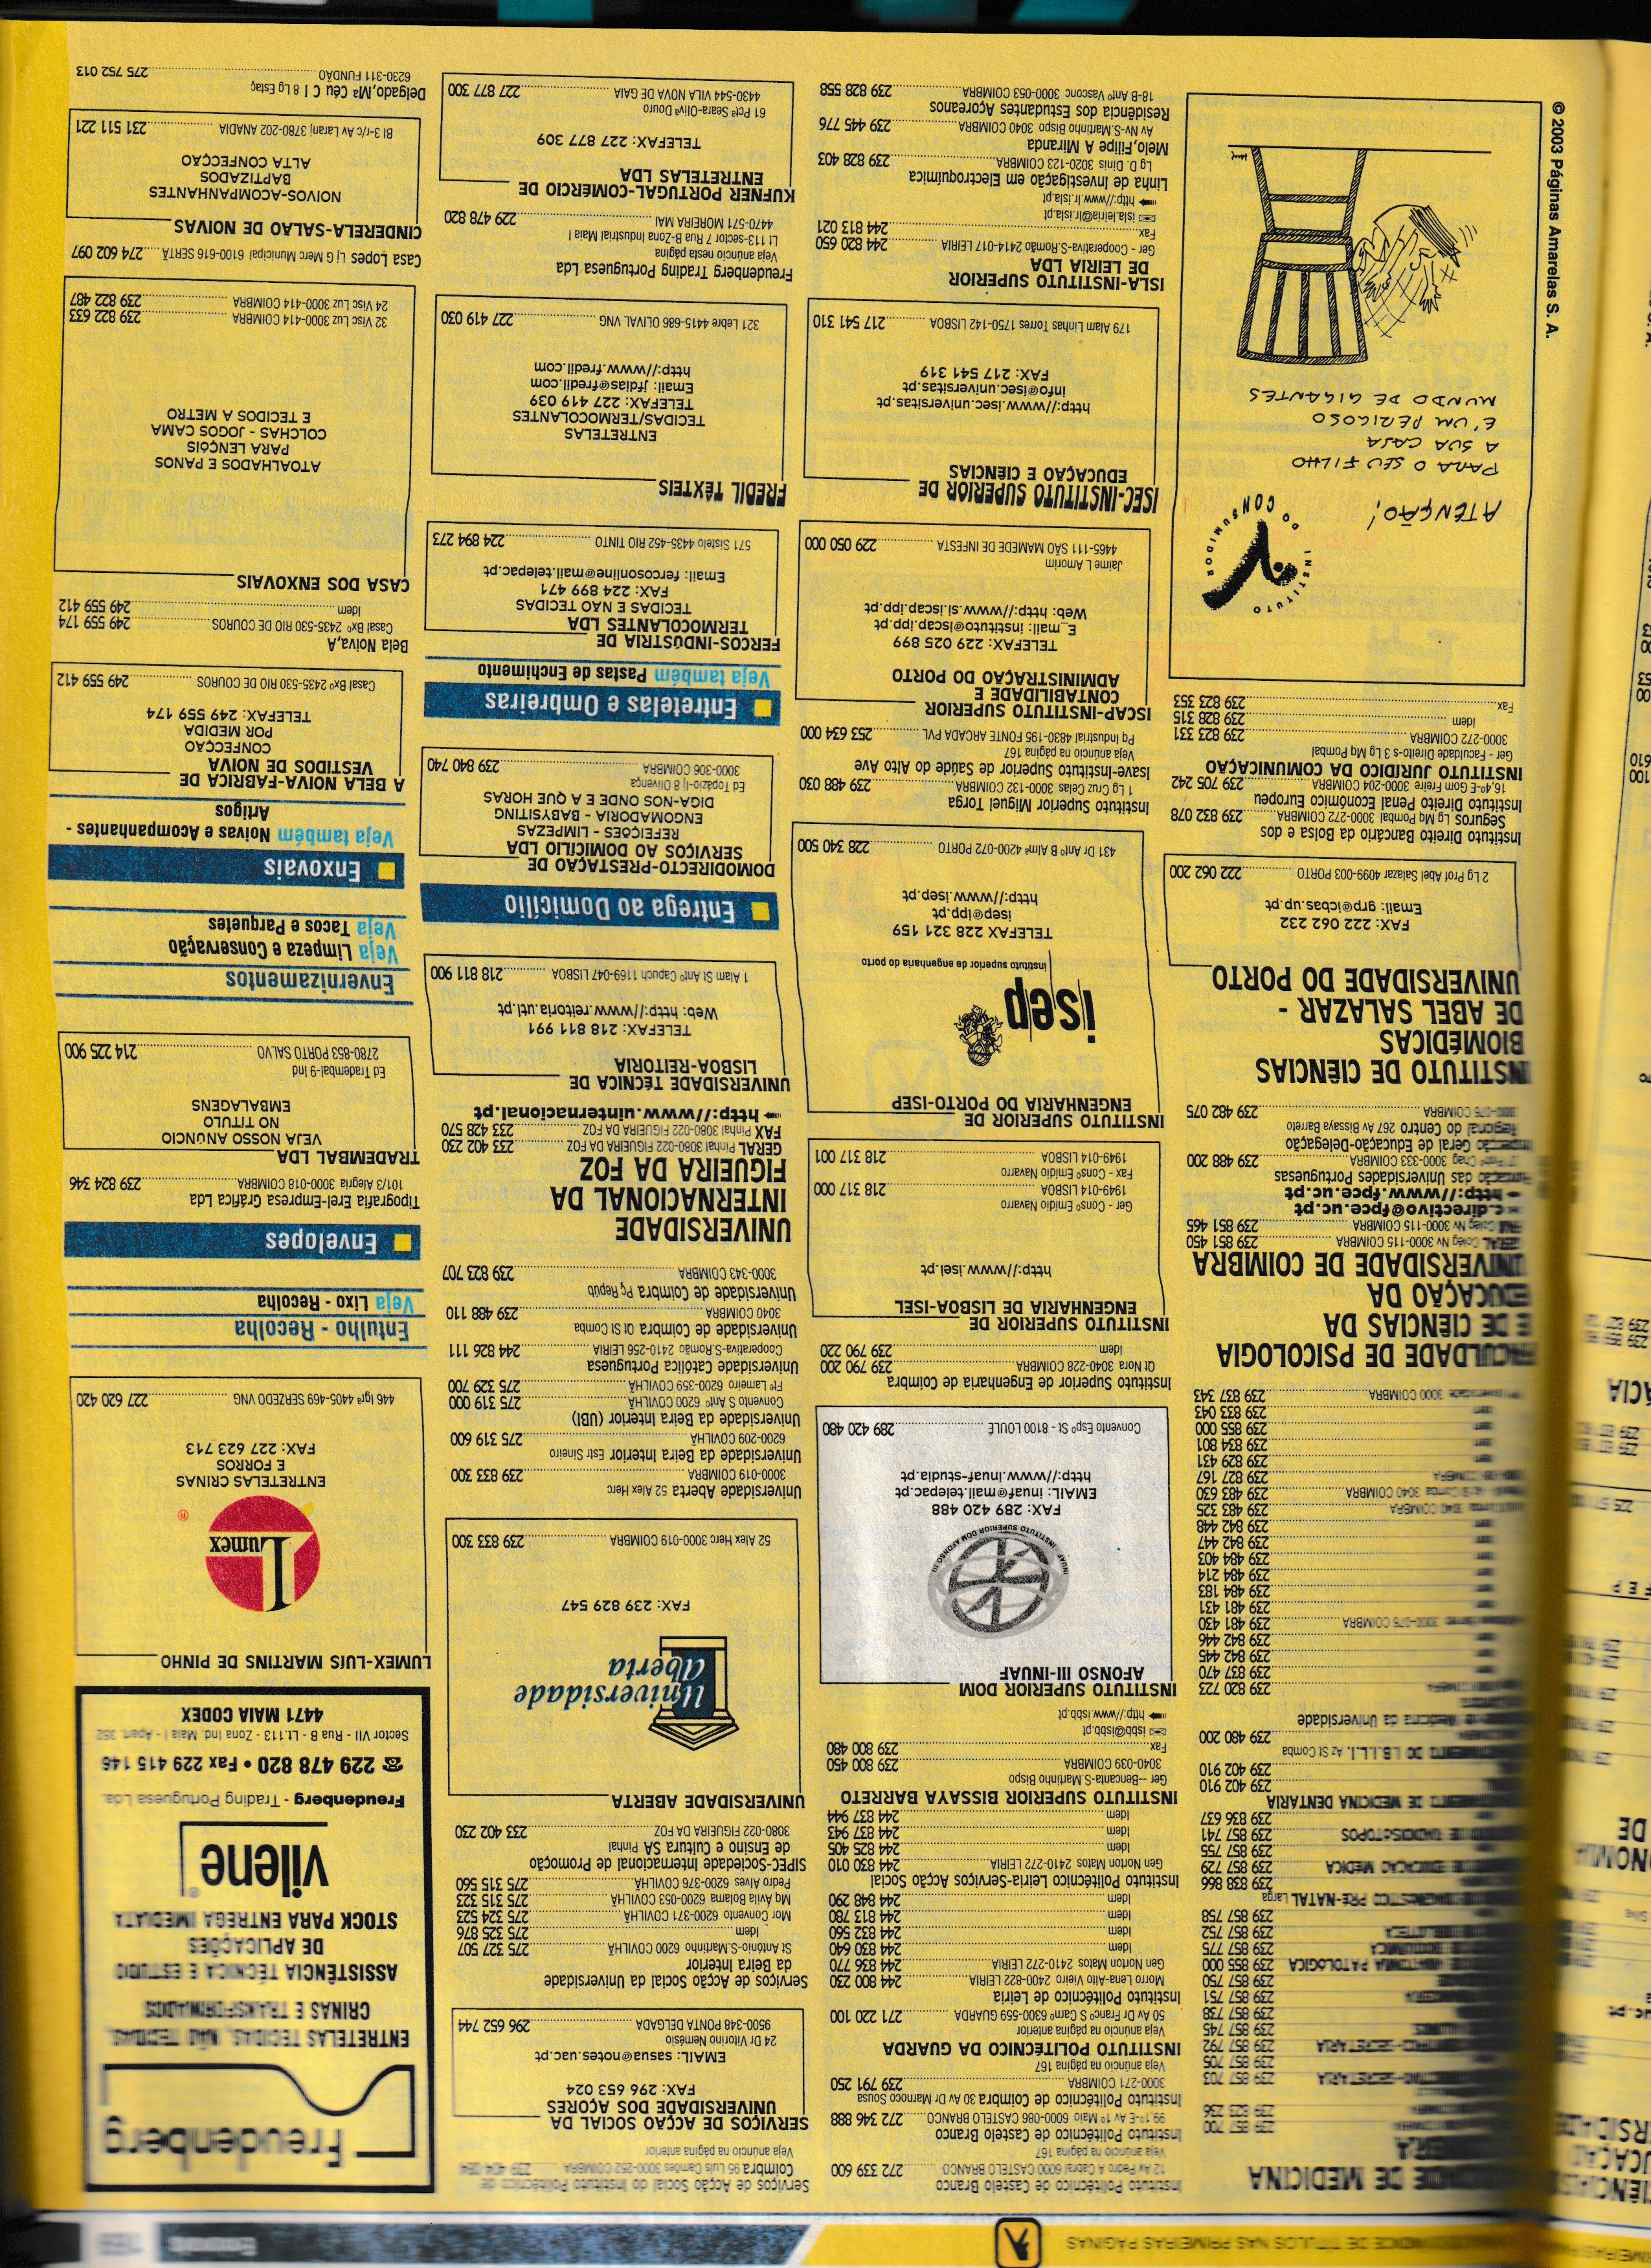 ÍNDICE DE TÍTULOS NAS PRIMEIRAS PÁGINAS
Enxovais 169
DE MEDICINA
239 857 700
239 823 236
SECRETARIA 239 857 703
239 857 705
SECRETARIA 239 857 792
239 857 745
239 857 738
239 857 751
239 857 750
PATOLÓGICA 239 855 000
239 857 775
239 857 752
239 857 758
PRÉ-NATAL Larga
239 838 866
EDUCAÇÃO MÉDICA 239 857 729
239 857 755
RADIOISÓTOPOS 239 857 741
239 836 637
DE MEDICINA DENTÁRIA
239 402 910
239 402 910
DO I.B.I.L.I. Az St Comba
239 480 200
de Medicina da Universidade
239 820 723
239 837 470
239 842 445
239 842 446
3000-075 COIMBRA 239 481 430
239 481 431
239 484 183
239 484 214
239 484 403
239 842 447
239 842 448
3040 COIMBRA 239 483 325
3040 COIMBRA 239 483 630
239 827 167
239 829 431
239 834 801
239 855 000
239 833 043
3000 COIMBRA 239 837 343
FACULDADE DE PSICOLOGIA
E DE CIÊNCIAS DA
EDUCAÇÃO DA
UNIVERSIDADE DE COIMBRA
GERAL Colég Nv 3000-115 COIMBRA 239 851 450
Coleg Nv 3000-115 COIMBRA 239 851 465
c.directivo@fpce.uc.pt
http://www.fpce.uc.pt
Fundação das Universidades Portuguesas
Chag 3000-333 COIMBRA 239 488 200
Inspecção Geral de Educação-Delegação
Regional do Centro 267 Av Bissaya Barreto
3000-075 COIMBRA 239 482 075
INSTITUTO DE CIÊNCIAS
BIOMÉDICAS
DE ABEL SALAZAR -
UNIVERSIDADE DO PORTO
FAX: 222 062 232
Email: grp@icbas.up.pt
2 Lg Prof Abel Salazar 4099-003 PORTO 222 062 200
Instituto Direito Bancário da Bolsa e dos
Seguros Lg Mq Pombal 3000-272 COIMBRA 239 832 078
Instituto Direito Penal Económico Europeu
16,4º-E Gom Freire 3000-204 COIMBRA 239 705 242
INSTITUTO JURÍDICO DA COMUNICAÇÃO
Ger - Faculdade Direito-s 3 Lg Mq Pombal
3000-272 COIMBRA 239 823 331
Idem 239 828 315
Fax 239 823 353
INSTITUTO DO CONSUMIDOR
ATENÇÃO!
PARA O SEU FILHO
A SUA CASA
É UM PERIGOSO
MUNDO DE GIGANTES
© 2003 Páginas Amarelas S. A.
Instituto Politécnico de Castelo Branco
12 Av Pedro A Cabral 6000 CASTELO BRANCO 272 339 600
Veja anúncio na página 167
Instituto Politécnico de Castelo Branco
99,1º-E Av 1º Maio 6000-086 CASTELO BRANCO 272 346 888
Instituto Politécnico de Coimbra 30 Av Dr Marnoco Sousa
3000-271 COIMBRA 239 791 250
Veja anúncio na página 167
INSTITUTO POLITÉCNICO DA GUARDA
Veja anúncio na página anterior
50 Av Dr Francº S Carnº 6300-559 GUARDA 271 220 100
Instituto Politécnico de Leiria
Morro Lena-Alto Vieiro 2400-822 LEIRIA 244 800 230
Gen Norton Matos 2410-272 LEIRIA 244 836 770
Idem 244 830 640
Idem 244 832 560
Idem 244 813 780
Idem 244 848 290
Instituto Politécnico Leiria-Serviços Acção Social
Gen Norton Matos 2410-272 LEIRIA 244 830 010
Idem 244 825 405
Idem 244 837 943
Idem 244 837 944
INSTITUTO SUPERIOR BISSAYA BARRETO
Ger --Bencanta-S.Martinho Bispo
3040-039 COIMBRA 239 800 450
Fax 239 800 480
isbb@isbb.pt
http://www.isbb.pt
INSTITUTO SUPERIOR DOM
AFONSO III-INUAF
INUAF - INSTITUTO SUPERIOR DOM AFONSO III
FAX: 289 420 488
EMAIL: inuaf@mail.telepac.pt
http://www.inuaf-studia.pt
Convento Espº St - 8100 LOULÉ 289 420 480
Instituto Superior de Engenharia de Coimbra
Qt Nora 3040-228 COIMBRA 239 790 200
Idem 239 790 220
INSTITUTO SUPERIOR DE
ENGENHARIA DE LISBOA-ISEL
http://www.isel.pt
Ger - Consº Emídio Navarro
1949-014 LISBOA 218 317 000
Fax - Consº Emídio Navarro
1949-014 LISBOA 218 317 001
INSTITUTO SUPERIOR DE
ENGENHARIA DO PORTO-ISEP
isep
instituto superior de engenharia do porto
TELEFAX 228 321 159
isep@ipp.pt
http://www.isep.pt
431 Dr Antº B Almª 4200-072 PORTO 228 340 500
Instituto Superior Miguel Torga
1 Lg Cruz Celas 3000-132 COIMBRA 239 488 030
Isave-Instituto Superior de Saúde do Alto Ave
Veja anúncio na página 167
Pq Industrial 4830-195 FONTE ARCADA PVL 253 634 000
ISCAP-INSTITUTO SUPERIOR
CONTABILIDADE E
ADMINISTRAÇÃO DO PORTO
TELEFAX: 229 025 899
E_mail: instituto@iscap.ipp.pt
Web: http://www.si.iscap.ipp.pt
Jaime L Amorim
4465-111 SÃO MAMEDE DE INFESTA 229 050 000
ISEC-INSTITUTO SUPERIOR DE
EDUCAÇÃO E CIÊNCIAS
http://www.isec.universitas.pt
info@isec.universitas.pt
FAX: 217 541 319
179 Alam Linhas Torres 1750-142 LISBOA 217 541 310
ISLA-INSTITUTO SUPERIOR
DE LEIRIA LDA
Ger - Cooperativa-S.Romão 2414-017 LEIRIA 244 820 650
Fax 244 813 021
isla.leiria@lr.isla.pt
http://www.lr.isla.pt
Linha de Investigação em Electroquímica
Lg D. Dinis 3020-123 COIMBRA 239 828 403
Melo,Filipe A Miranda
Av Nv-S.Martinho Bispo 3040 COIMBRA 239 445 776
Residência dos Estudantes Açoreanos
18-B Antº Vasconc 3000-053 COIMBRA 239 828 558
Serviços de Acção Social do Instituto Politécnico de
Coimbra 95 Luís Camões 3000-252 COIMBRA 239 404 084
Veja anúncio na página anterior
SERVIÇOS DE ACÇÃO SOCIAL DA
UNIVERSIDADE DOS AÇORES
FAX: 296 653 024
EMAIL: sasua@notes.uac.pt
24 Dr Vitorino Nemésio
9500-348 PONTA DELGADA 296 652 744
Serviços de Acção Social da Universidade
da Beira Interior
St António-S.Martinho 6200 COVILHÃ 275 327 507
Idem 275 325 876
Mor Convento 6200-371 COVILHÃ 275 324 523
Mq Ávila Bolama 6200-053 COVILHÃ 275 315 323
Pedro Alves 6200-376 COVILHÃ 275 315 560
SIPEC-Sociedade Internacional de Promoção
de Ensino e Cultura SA Pinhal
3080-022 FIGUEIRA DA FOZ 233 402 230
UNIVERSIDADE ABERTA
Universidade
Aberta
FAX: 239 829 547
52 Alex Herc 3000-019 COIMBRA 239 833 300
Universidade Aberta 52 Alex Herc
3000-019 COIMBRA 239 833 300
Universidade da Beira Interior Estr Sineiro
6200-209 COVILHÃ 275 319 600
Universidade da Beira Interior (UBI)
Convento S Antº 6200 COVILHÃ 275 319 000
Ftº Lameiro 6200-359 COVILHÃ 275 329 700
Universidade Católica Portuguesa
Cooperativa-S.Romão 2410-256 LEIRIA 244 826 111
Universidade de Coimbra Qt St Comba
3040 COIMBRA 239 488 110
Universidade de Coimbra Pç Repúb
3000-343 COIMBRA 239 823 707
UNIVERSIDADE
INTERNACIONAL DA
FIGUEIRA DA FOZ
GERAL Pinhal 3080-022 FIGUEIRA DA FOZ 233 402 230
FAX Pinhal 3080-022 FIGUEIRA DA FOZ 233 428 570
http://www.uinternacional.pt
UNIVERSIDADE TÉCNICA DE
LISBOA-REITORIA
TELEFAX: 218 811 991
Web: http://www.reitoria.utl.pt
1 Alam St Antº Capuch 1169-047 LISBOA 218 811 900
Entrega ao Domicílio
DOMODIRECTO-PRESTAÇÃO DE
SERVIÇOS AO DOMICÍLIO LDA
REFEIÇÕES - LIMPEZAS
ENGOMADORIA - BABYSITING
DIGA-NOS ONDE E A QUE HORAS
Ed Topázio-lj 8 Olivença
3000-306 COIMBRA 239 840 740
Entretelas e Ombreiras
Veja também Pastas de Enchimento
FERCOS-INDÚSTRIA DE
TERMOCOLANTES LDA
TECIDAS E NÃO TECIDAS
FAX: 224 899 471
Email: fercosonline@mail.telepac.pt
571 Sistelo 4435-452 RIO TINTO 224 894 273
FREDIL TÊXTEIS
ENTRETELAS
TECIDAS/TERMOCOLANTES
TELEFAX: 227 419 039
Email: jfdias@fredil.com
http://www.fredil.com
321 Lebre 4415-686 OLIVAL VNG 227 419 030
Freudenberg Trading Portuguesa Lda
Veja anúncio nesta página
Lt 113-sector 7 Rua B-Zona Industrial Maia I
4470-571 MOREIRA MAI 229 478 820
KUFNER PORTUGAL-COMÉRCIO DE
ENTRETELAS LDA
TELEFAX: 227 877 309
61 Pctª Seara-Olivª Douro
4430-544 VILA NOVA DE GAIA 227 877 300
Freudenberg
ENTRETELAS TECIDAS, NÃO TECIDAS,
CRINAS E TRANSFORMADOS
ASSISTÊNCIA TÉCNICA E ESTUDO
DE APLICAÇÕES
STOCK PARA ENTREGA IMEDIATA
vilene®
Freudenberg - Trading Portuguesa Lda.
☎ 229 478 820 • Fax 229 415 146
Sector VII - Rua B - Lt.113 - Zona Ind. Maia I - Apart. 352
4471 MAIA CODEX
LUMEX-LUÍS MARTINS DE PINHO
Lumex
®
ENTRETELAS CRINAS
E FORROS
FAX: 227 623 713
446 Igrª 4405-469 SERZEDO VNG 227 620 420
Entulho - Recolha
Veja Lixo - Recolha
Envelopes
Tipografia Erel-Empresa Gráfica Lda
101/3 Alegria 3000-018 COIMBRA 239 824 346
TRADEMBAL LDA
VEJA NOSSO ANÚNCIO
NO TÍTULO
EMBALAGENS
Ed Tradembal-9 Ind
2780-853 PORTO SALVO 214 225 900
Envernizamentos
Veja Limpeza e Conservação
Veja Tacos e Parquetes
Enxovais
Veja também Noivas e Acompanhantes -
Artigos
A BELA NOIVA-FÁBRICA DE
VESTIDOS DE NOIVA
CONFECÇÃO
POR MEDIDA
TELEFAX: 249 559 174
Casal Bxº 2435-530 RIO DE COUROS 249 559 412
Bela Noiva,A
Casal Bxº 2435-530 RIO DE COUROS 249 559 174
Idem 249 559 412
CASA DOS ENXOVAIS
ATOALHADOS E PANOS
PARA LENÇÓIS
COLCHAS - JOGOS CAMA
E TECIDOS A METRO
32 Visc Luz 3000-414 COIMBRA 239 822 633
24 Visc Luz 3000-414 COIMBRA 239 822 487
Casa Lopes Lj G Merc Municipal 6100-616 SERTÃ 274 602 097
CINDERELA-SALÃO DE NOIVAS
NOIVOS-ACOMPANHANTES
BAPTIZADOS
ALTA CONFECÇÃO
Bl 3-r/c Av Laranj 3780-202 ANADIA 231 511 221
Delgado,Mª Céu C I 8 Lg Estaç
6230-311 FUNDÃO 275 752 013